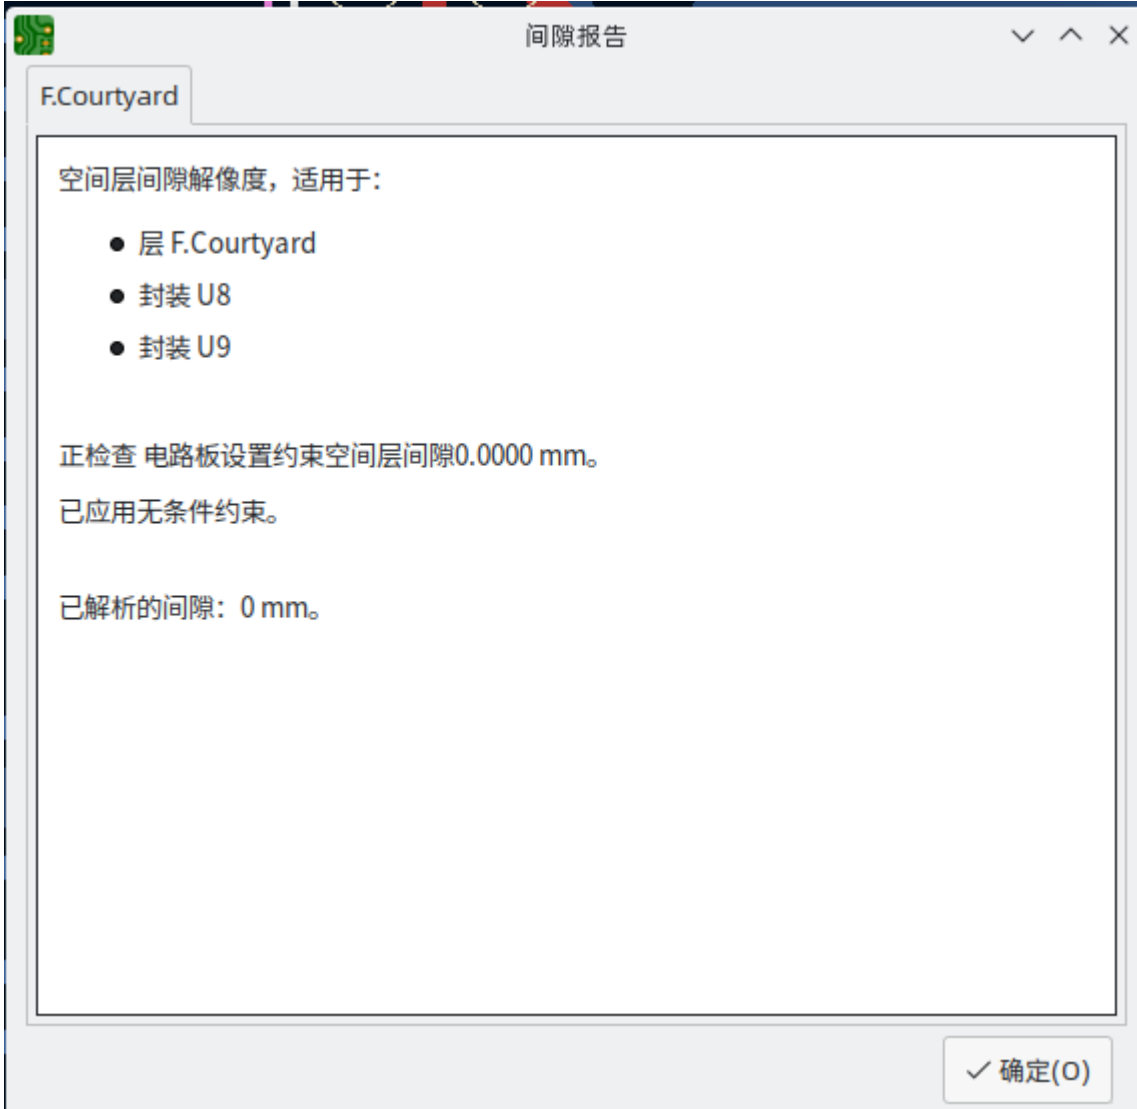 间隙报告
F.Courtyard
空间层间隙解像度，适用于：
● 层 F.Courtyard
● 封装 U8
● 封装 U9
正检查 电路板设置约束空间层间隙0.0000 mm。
已应用无条件约束。
已解析的间隙：0 mm。
确定(O)